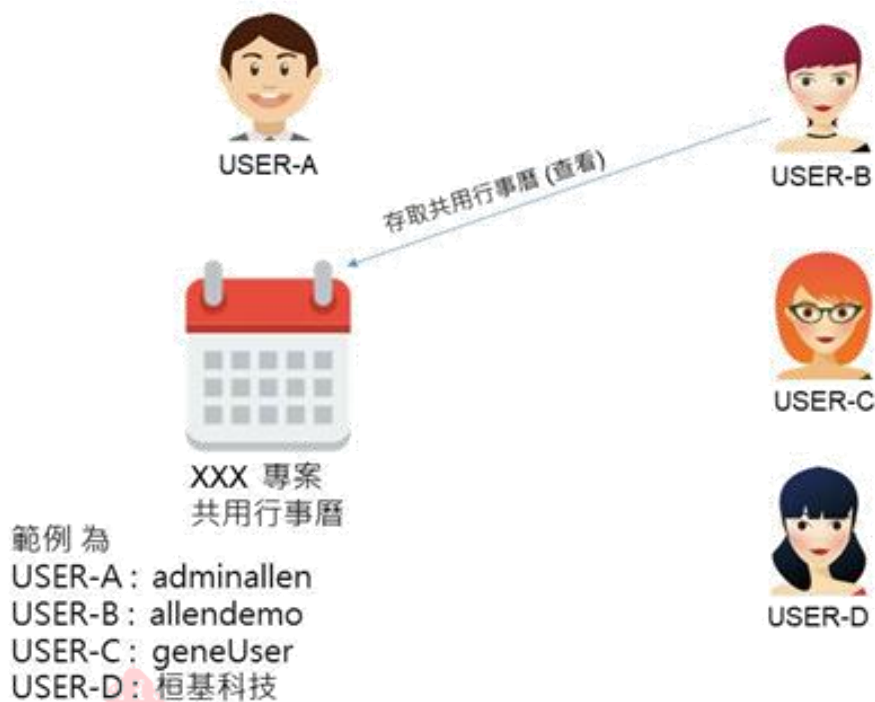 USER-A
USER-B
存取共用行事曆 (查看)
USER-C
XXX 專案
共用行事曆
USER-D
範例 為
USER-A : adminallen
USER-B : allendemo
USER-C : geneUser
USER-D : 桓基科技